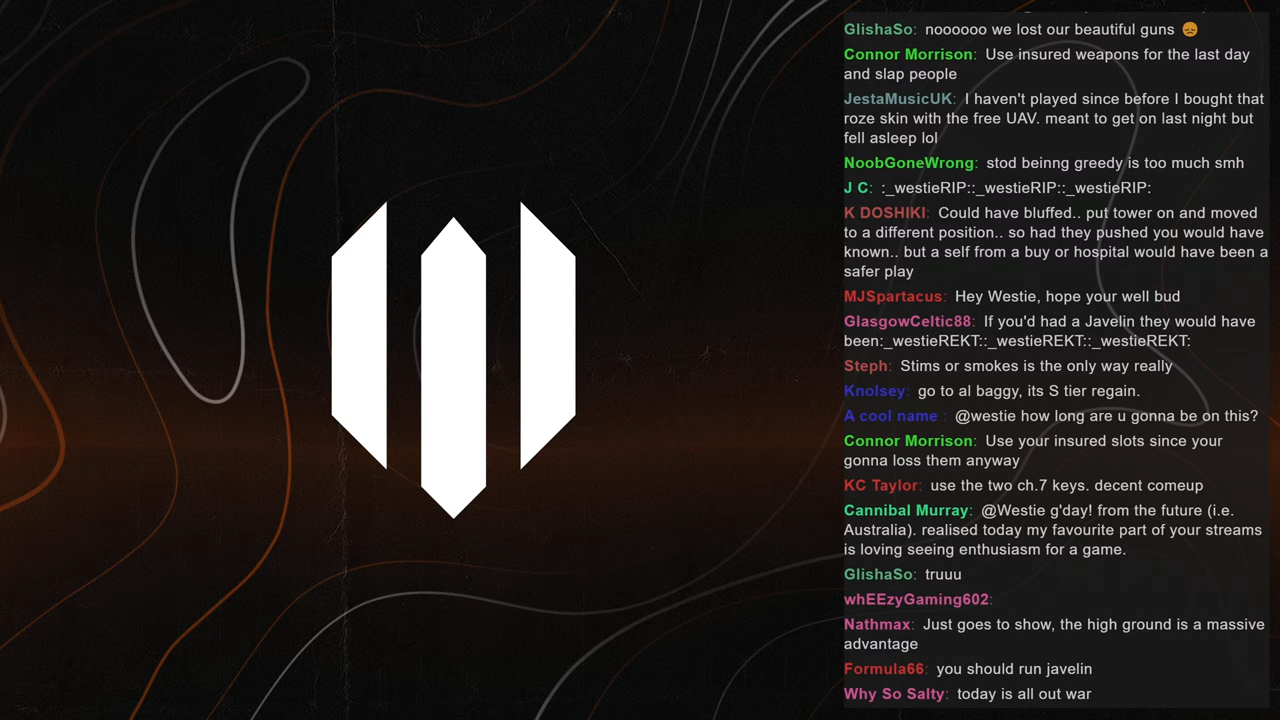 GlishaSo: noooooo we lost our beautiful guns 😞
Connor Morrison: Use insured weapons for the last day
and slap people
JestaMusicUK: I haven't played since before I bought that
roze skin with the free UAV. meant to get on last night but
fell asleep lol
NoobGoneWrong: stod beinng greedy is too much smh
J C: :_westieRIP::_westieRIP::_westieRIP:
K DOSHIKI: Could have bluffed.. put tower on and moved
to a different position.. so had they pushed you would have
known.. but a self from a buy or hospital would have been a
safer play
MJSpartacus: Hey Westie, hope your well bud
GlasgowCeltic88: If you'd had a Javelin they would have
been:_westieREKT::_westieREKT::_westieREKT:
Steph: Stims or smokes is the only way really
Knolsey: go to al baggy, its S tier regain.
A cool name : @westie how long are u gonna be on this?
Connor Morrison: Use your insured slots since your
gonna loss them anyway
KC Taylor: use the two ch.7 keys. decent comeup
Cannibal Murray: @Westie g'day! from the future (i.e.
Australia). realised today my favourite part of your streams
is loving seeing enthusiasm for a game.
GlishaSo: truuu
whEEzyGaming602:
Nathmax: Just goes to show, the high ground is a massive
advantage
Formula66: you should run javelin
Why So Salty: today is all out war